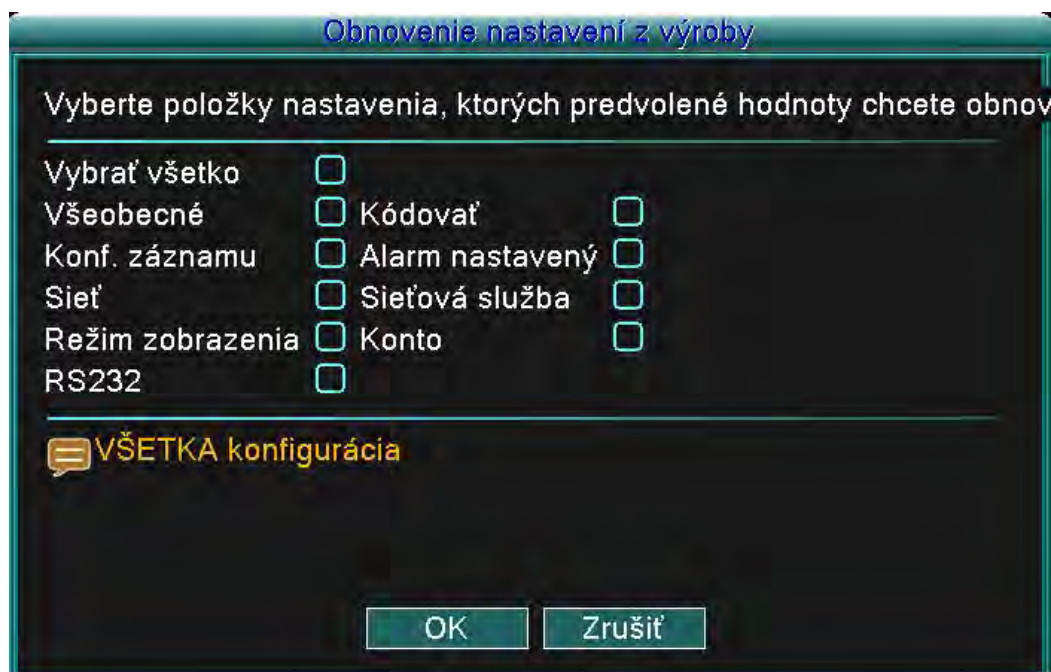 Obnovenie nastavení z výroby
Vyberte položky nastavenia, ktorých predvolené hodnoty chcete obnov
Vybrať všetko
Všeobecné Kódovať
Konf. záznamu Alarm nastavený
Sieť Sieťová služba
Režim zobrazenia Konto
RS232
VŠETKA konfigurácia
OK Zrušiť